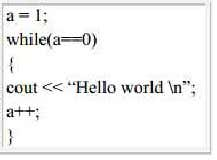 a = 1;
while(a==0)
{
cout << “Hello world \n”;
a++;
}